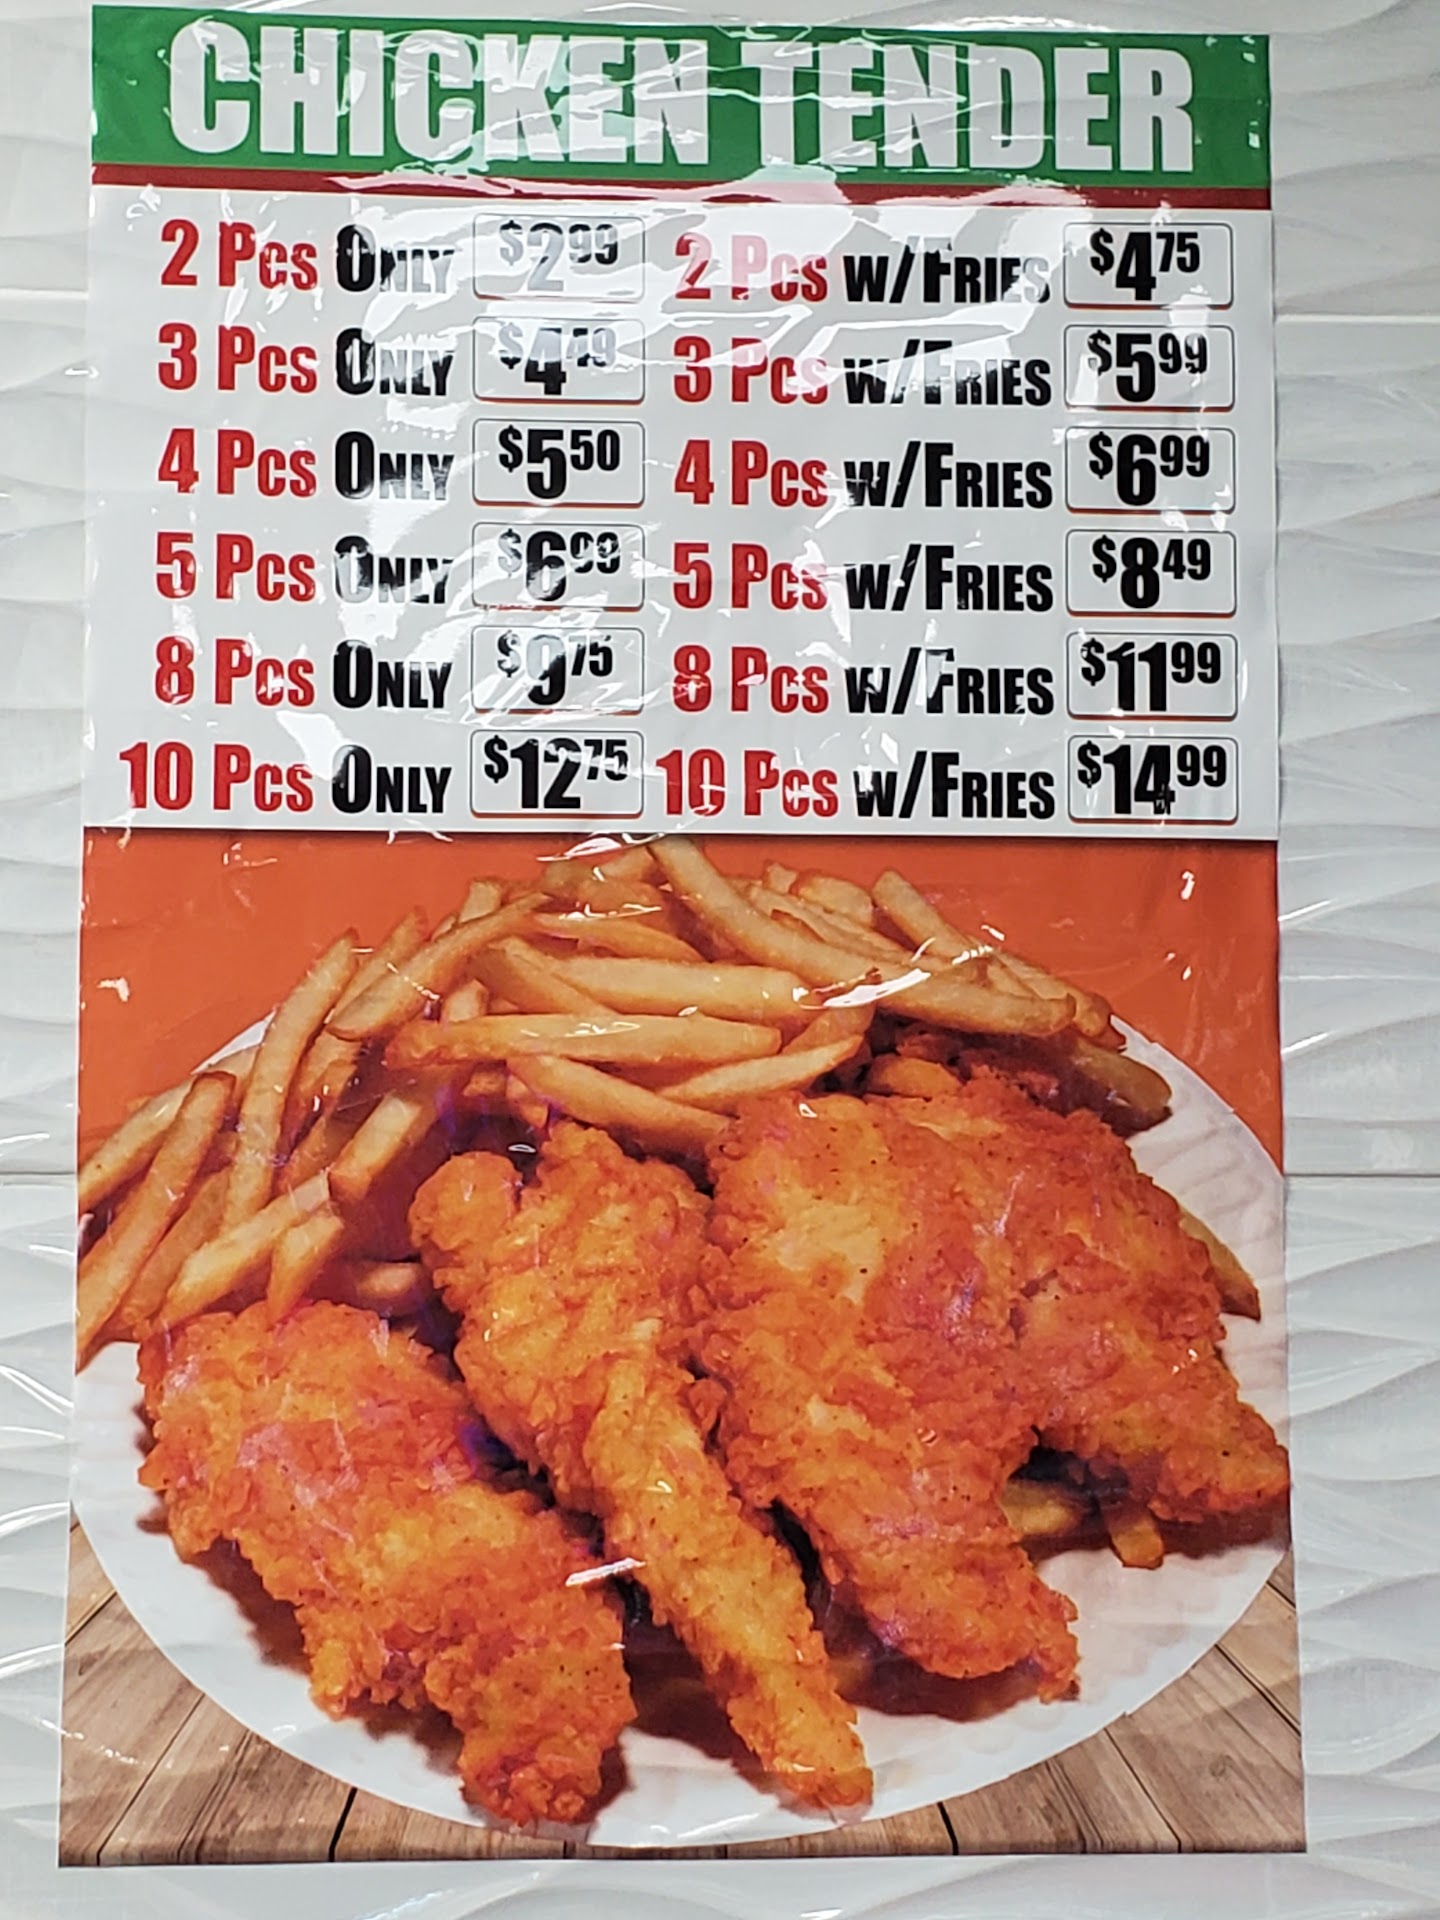 CHICKEN TENDER
2 Pcs ONLY $2.99 2 Pcs W/FRIES $4.75
3 Pcs ONLY $4.49 3 Pcs W/FRIES $5.99
4 Pcs ONLY $5.50 4 Pcs W/FRIES $6.99
5 Pcs ONLY $6.99 5 Pcs W/FRIES $8.49
8 Pcs ONLY $9.75 8 Pcs W/FRIES $11.99
10 Pcs ONLY $12.75 10 Pcs W/FRIES $14.99